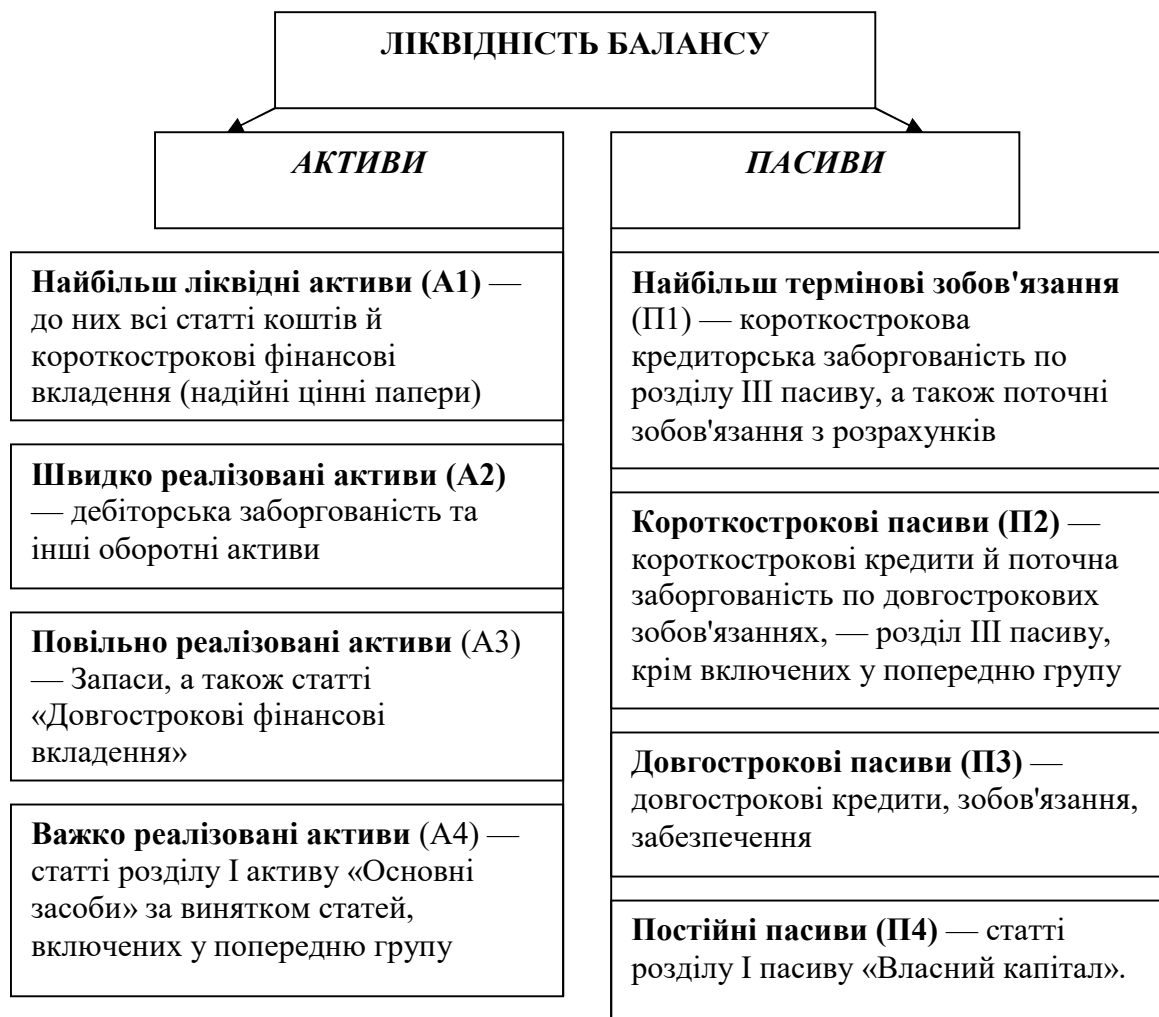 ЛІКВІДНІСТЬ БАЛАНСУ
АКТИВИ
Найбільш ліквідні активи (А1) —
до них всі статті коштів й
короткострокові фінансові
вкладення (надійні цінні папери)
Швидко реалізовані активи (А2)
— дебіторська заборгованість та
інші оборотні активи
Повільно реалізовані активи (А3)
— Запаси, а також статті
«Довгострокові фінансові
вкладення»
Важко реалізовані активи (А4) —
статті розділу І активу «Основні
засоби» за винятком статей,
включених у попередню групу
ПАСИВИ
Найбільш термінові зобов'язання
(П1) — короткострокова
кредиторська заборгованість по
розділу ІІІ пасиву, а також поточні
зобов'язання з розрахунків
Короткострокові пасиви (П2) —
короткострокові кредити й поточна
заборгованість по довгострокових
зобов'язаннях, — розділ ІІІ пасиву,
крім включених у попередню групу
Довгострокові пасиви (П3) —
довгострокові кредити, зобов'язання,
забезпечення
Постійні пасиви (П4) — статті
розділу І пасиву «Власний капітал».